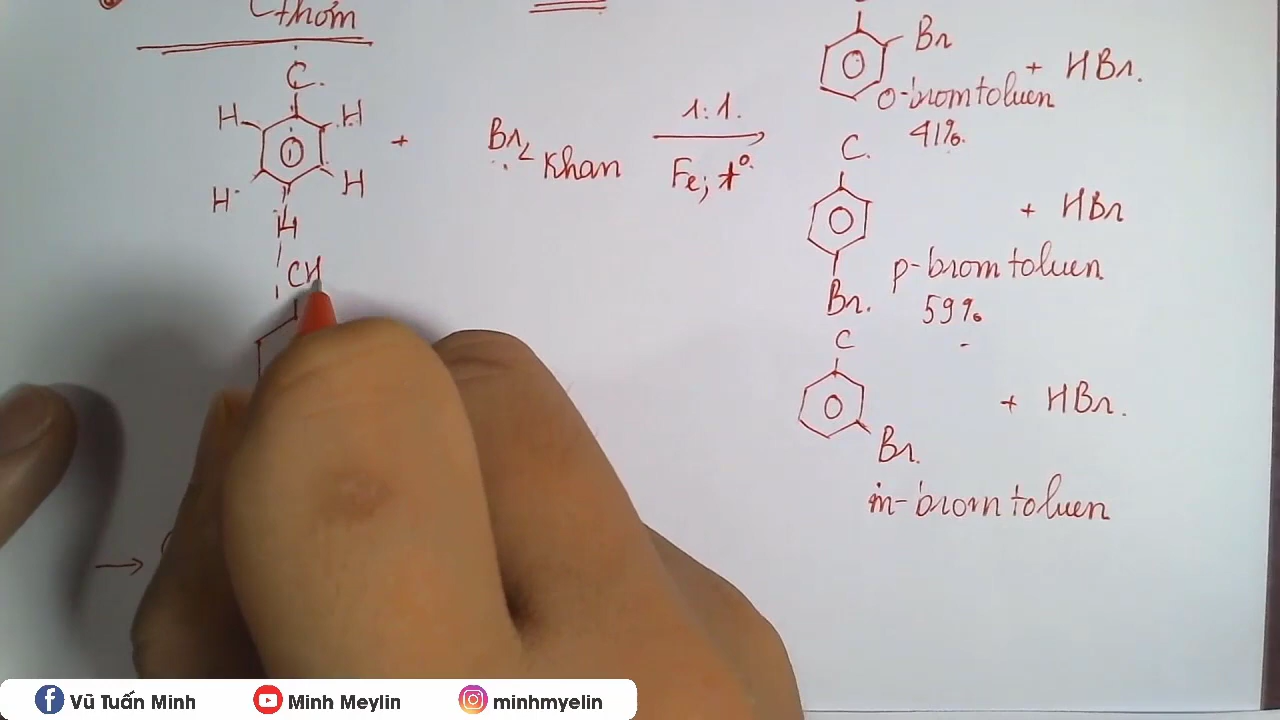 Cthơm
C
H H
H H
H
+
Br2 khan
1:1.
Fe; t°
CH
→
Br + HBr.
o-bromtoluen
41%.
C.
+ HBr
Br.
p-bromtoluen
59%
C
+ HBr.
Br.
m-bromtoluen
Vũ Tuấn Minh
Minh Meylin
minhmyelin